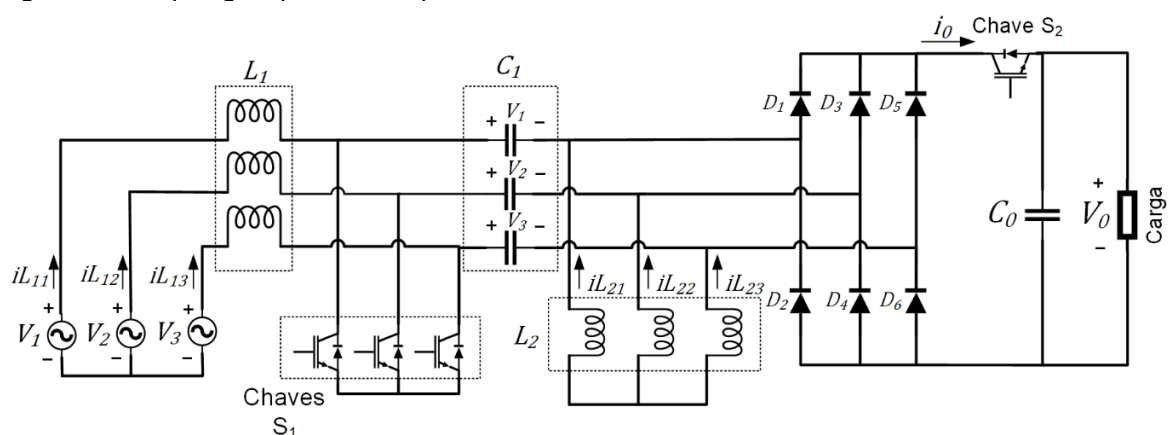 i₀
Chave S₂
L₁
C₁
+ V₁ −
D₁
D₃
D₅
+ V₂ −
+ V₃ −
C₀
+
V₀
−
Carga
iL₁₁
iL₁₂
iL₁₃
iL₂₁
iL₂₂
iL₂₃
+
V₁
−
+
V₂
−
+
V₃
−
L₂
D₂
D₄
D₆
Chaves
S₁